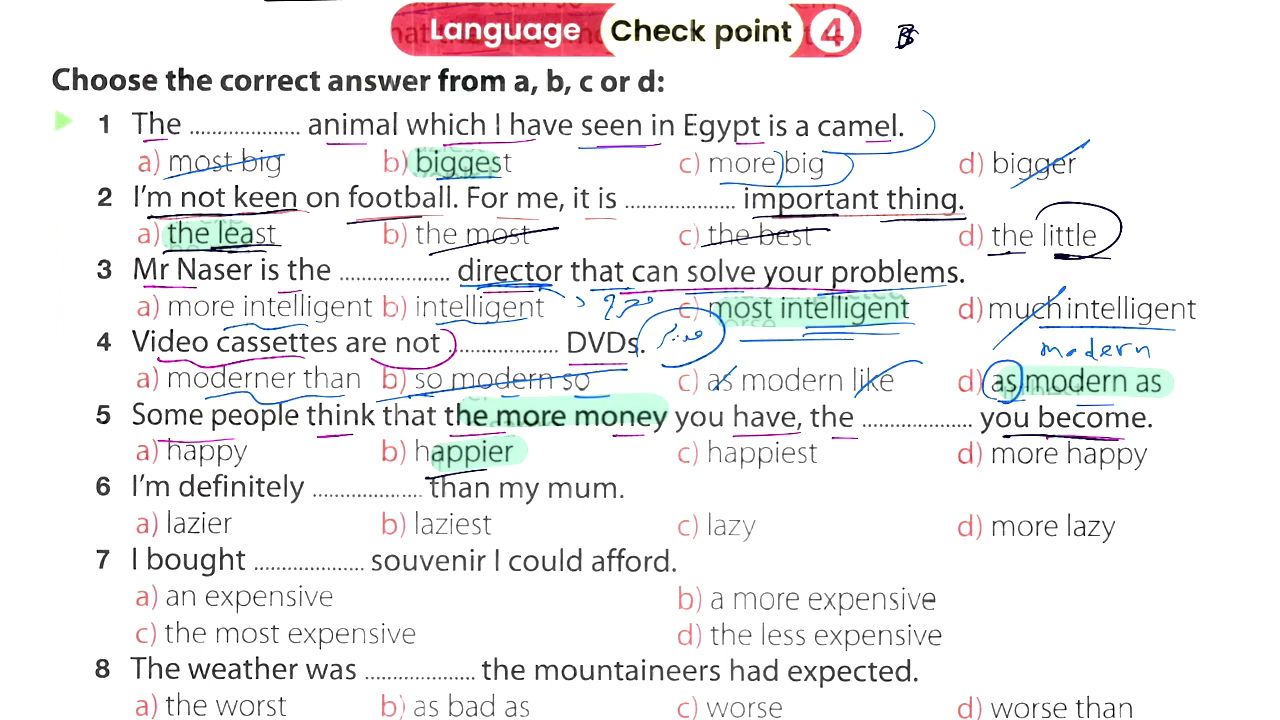 Language Check point 4
Choose the correct answer from a, b, c or d:
1 The .................... animal which I have seen in Egypt is a camel.
a) most big b) biggest c) more big d) bigger
2 I'm not keen on football. For me, it is .................... important thing.
a) the least b) the most c) the best d) the little
3 Mr Naser is the .................... director that can solve your problems.
a) more intelligent b) intelligent c) most intelligent d) much intelligent
modern
4 Video cassettes are not .................... DVDs.
a) moderner than b) so modern so c) as modern like d) as modern as
5 Some people think that the more money you have, the .................... you become.
a) happy b) happier c) happiest d) more happy
6 I'm definitely .................... than my mum.
a) lazier b) laziest c) lazy d) more lazy
7 I bought .................... souvenir I could afford.
a) an expensive b) a more expensive
c) the most expensive d) the less expensive
8 The weather was .................... the mountaineers had expected.
a) the worst b) as bad as c) worse d) worse than